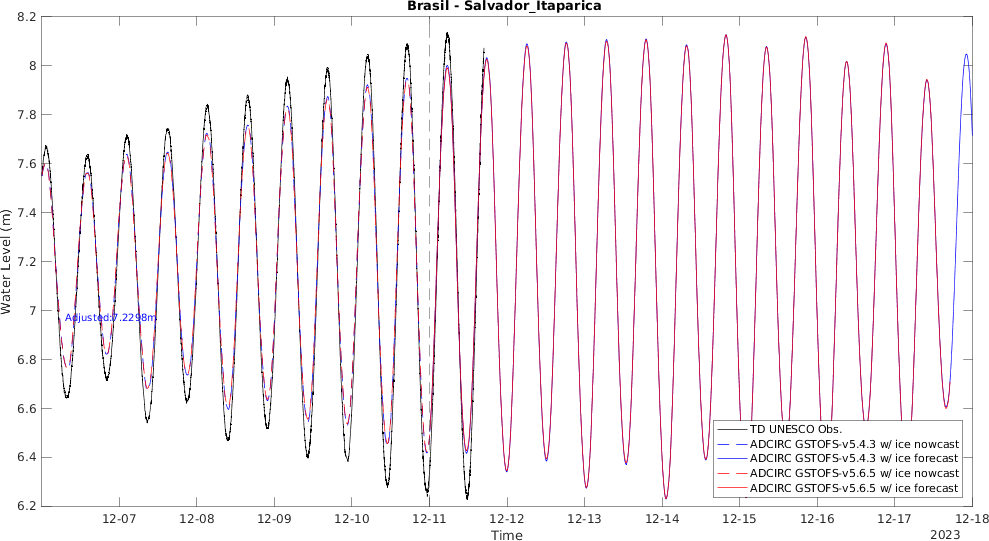 Brasil - Salvador_Itaparica
8.2
8
7.8
7.6
7.4
7.2
7
6.8
6.6
6.4
6.2
Water Level (m)
Adjusted:7.2298m
TD UNESCO Obs.
ADCIRC GSTOFS-v5.4.3 w/ ice nowcast
ADCIRC GSTOFS-v5.4.3 w/ ice forecast
ADCIRC GSTOFS-v5.6.5 w/ ice nowcast
ADCIRC GSTOFS-v5.6.5 w/ ice forecast
12-07 12-08 12-09 12-10 12-11 12-12 12-13 12-14 12-15 12-16 12-17 12-18
Time
2023